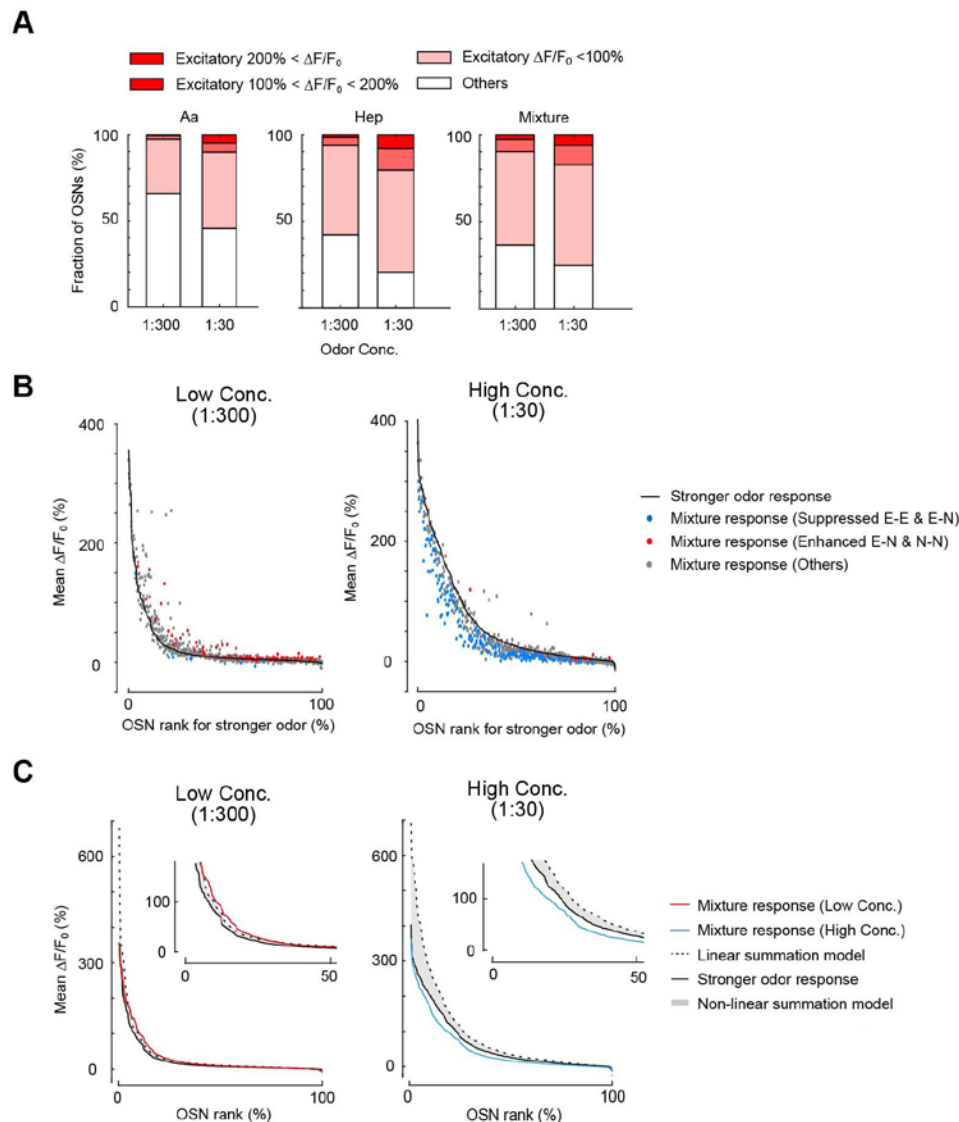 A
Excitatory 200% < ΔF/F₀
Excitatory ΔF/F₀ <100%
Excitatory 100% < ΔF/F₀ < 200%
Others
Aa
Hep
Mixture
Fraction of OSNs (%)
100
50
0
100
50
100
50
1:300 1:30
1:300 1:30
1:300 1:30
Odor Conc.
B
Low Conc.
(1:300)
High Conc.
(1:30)
Mean ΔF/F₀ (%)
400
200
0
0 100
OSN rank for stronger odor (%)
Mean ΔF/F₀ (%)
400
200
0
0 100
OSN rank for stronger odor (%)
Stronger odor response
Mixture response (Suppressed E-E & E-N)
Mixture response (Enhanced E-N & N-N)
Mixture response (Others)
C
Low Conc.
(1:300)
High Conc.
(1:30)
Mean ΔF/F₀ (%)
600
300
0
100
0
0 50
0 100
OSN rank (%)
Mean ΔF/F₀ (%)
600
300
0
100
0
0 50
0 100
OSN rank (%)
Mixture response (Low Conc.)
Mixture response (High Conc.)
Linear summation model
Stronger odor response
Non-linear summation model